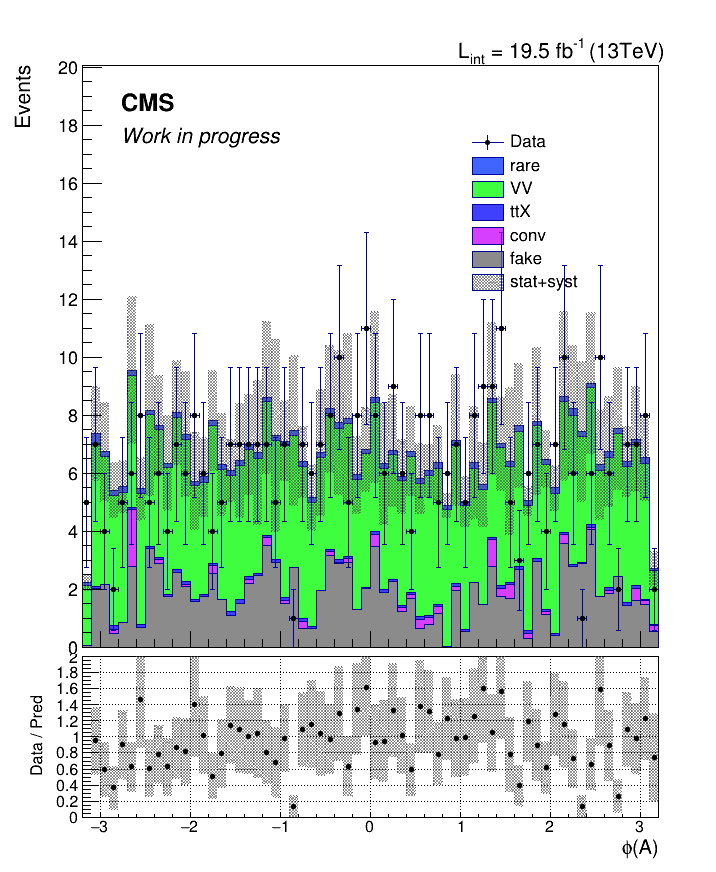 L_int = 19.5 fb^-1 (13TeV)
Events
20
18
16
14
12
10
8
6
4
2
0
CMS
Work in progress
Data
rare
VV
ttX
conv
fake
stat+syst
Data / Pred
2
1.8
1.6
1.4
1.2
1
0.8
0.6
0.4
0.2
0
−3 −2 −1 0 1 2 3
ϕ(A)